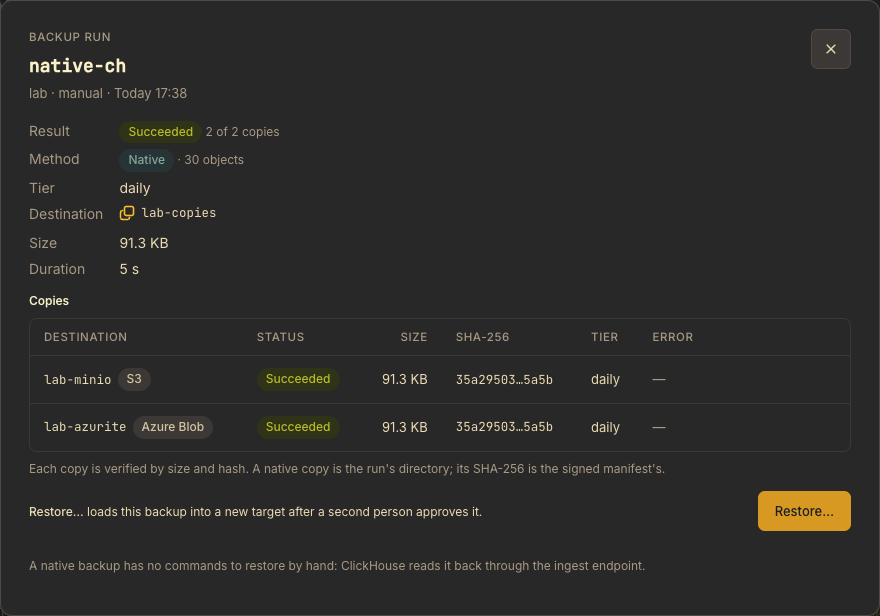 BACKUP RUN
native-ch
lab · manual · Today 17:38
Result Succeeded 2 of 2 copies
Method Native · 30 objects
Tier daily
Destination lab-copies
Size 91.3 KB
Duration 5 s
Copies
DESTINATION STATUS SIZE SHA-256 TIER ERROR
lab-minio S3 Succeeded 91.3 KB 35a29503…5a5b daily —
lab-azurite Azure Blob Succeeded 91.3 KB 35a29503…5a5b daily —
Each copy is verified by size and hash. A native copy is the run's directory; its SHA-256 is the signed manifest's.
Restore… loads this backup into a new target after a second person approves it. Restore…
A native backup has no commands to restore by hand: ClickHouse reads it back through the ingest endpoint.